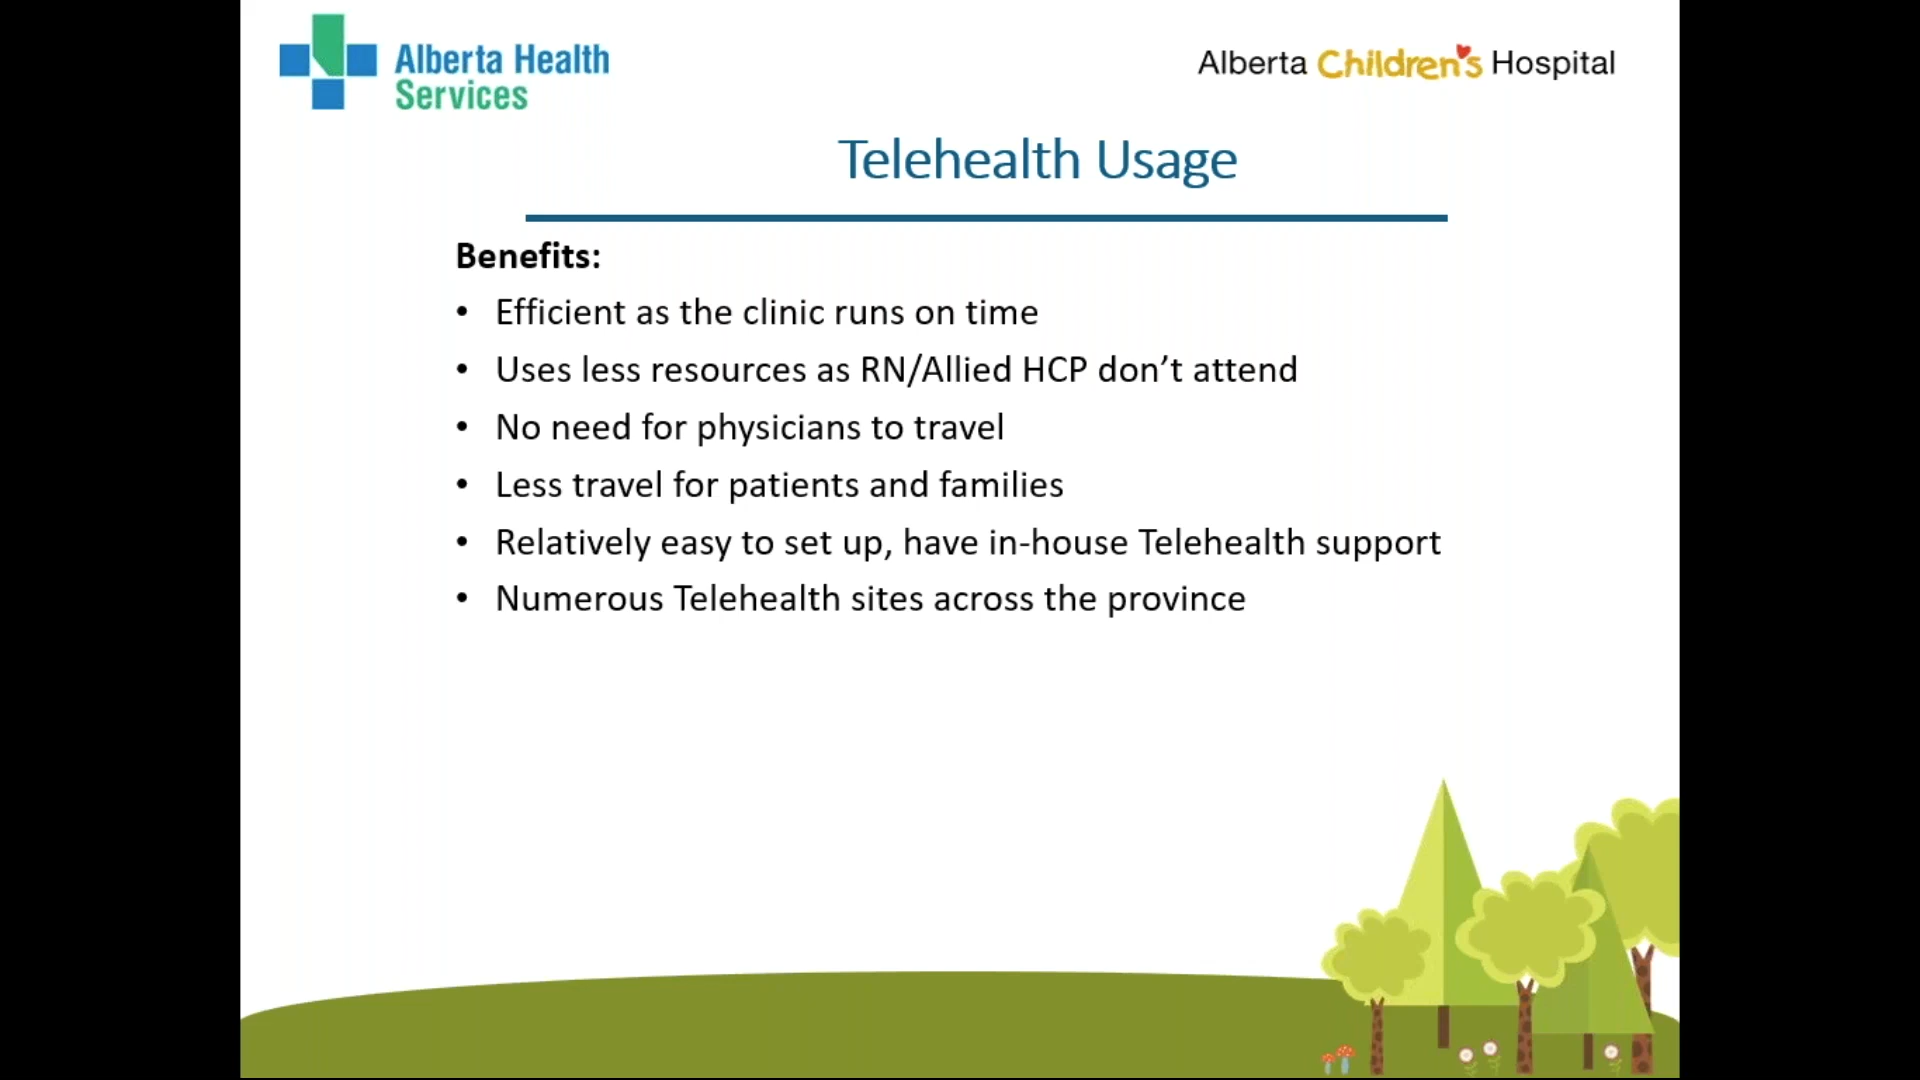 Alberta Health
Services
Alberta Children's Hospital
Telehealth Usage
Benefits:
• Efficient as the clinic runs on time
• Uses less resources as RN/Allied HCP don’t attend
• No need for physicians to travel
• Less travel for patients and families
• Relatively easy to set up, have in-house Telehealth support
• Numerous Telehealth sites across the province